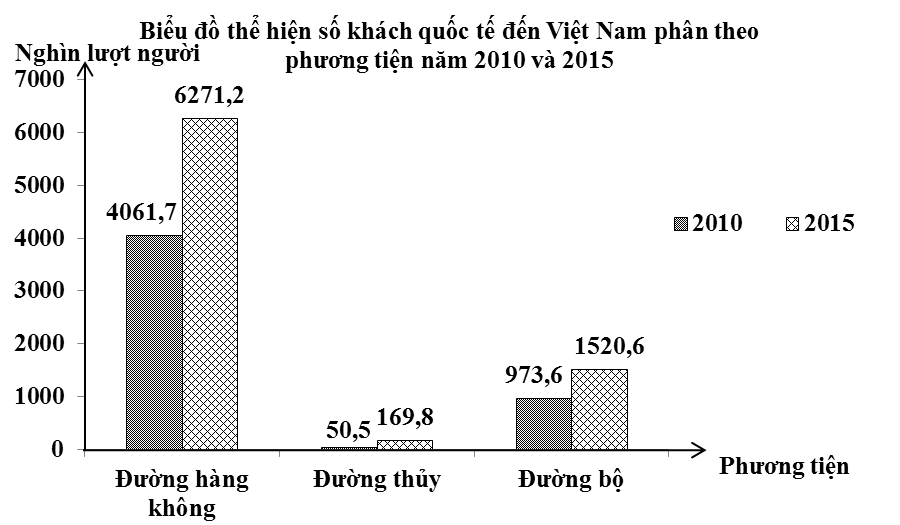 Biểu đồ thể hiện số khách quốc tế đến Việt Nam phân theo
phương tiện năm 2010 và 2015
Nghìn lượt người
7000
6000
5000
4000
3000
2000
1000
0
4061,7
6271,2
50,5
169,8
973,6
1520,6
2010
2015
Đường hàng
không
Đường thủy
Đường bộ
Phương tiện